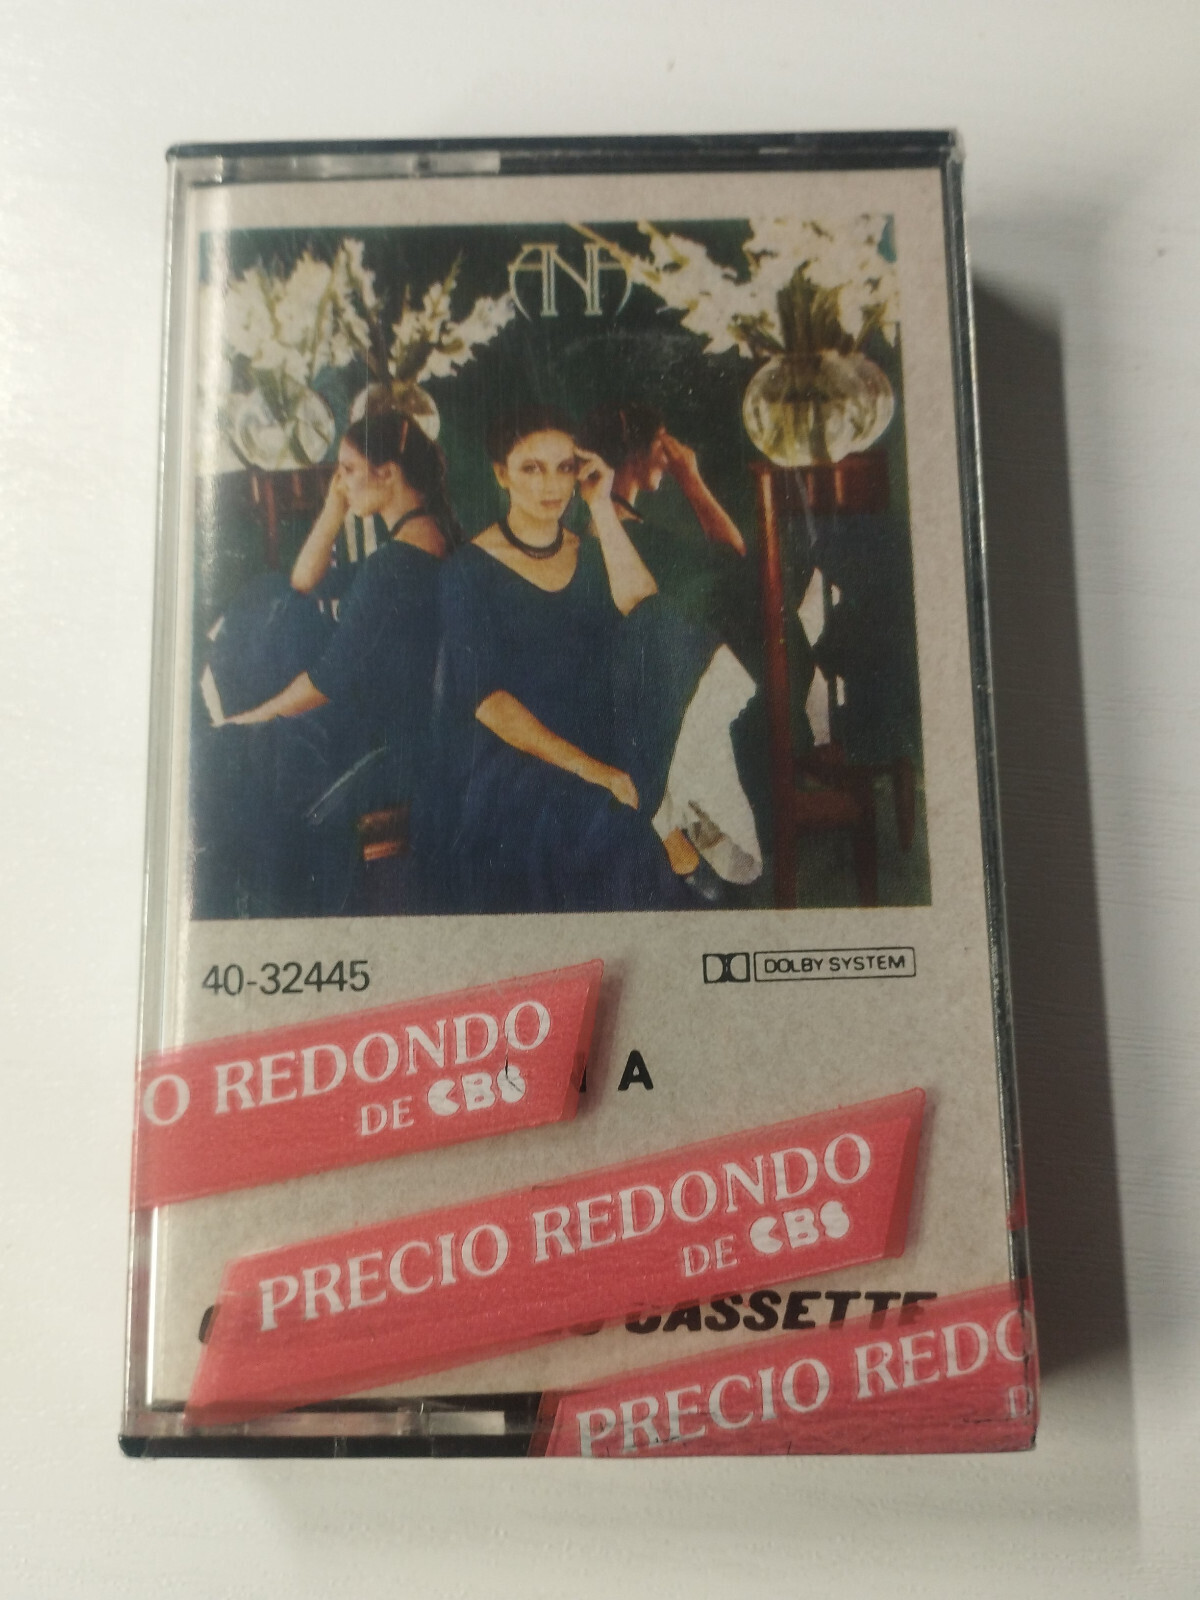 ANA
40-32445
DOLBY SYSTEM
O REDONDO
DE CBS
A
PRECIO REDONDO
DE CBS
CASSETTE
PRECIO REDO
D